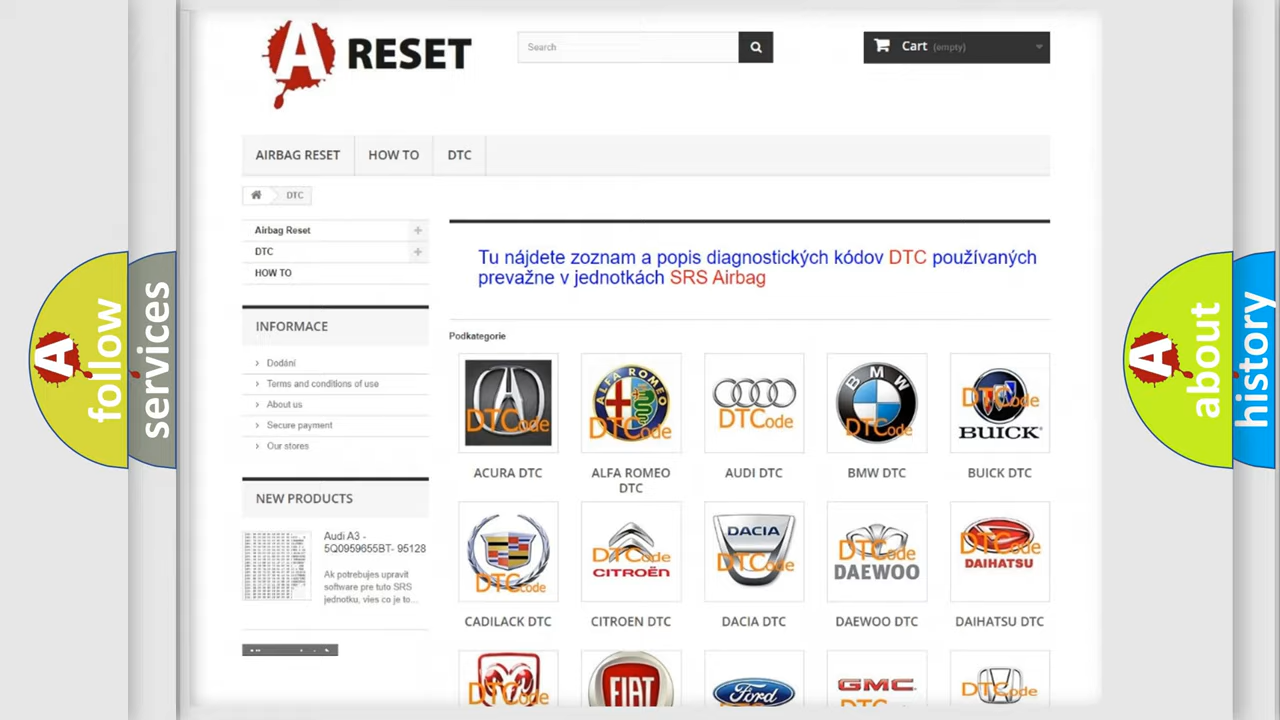 A RESET
Search
Cart (empty)
AIRBAG RESET
HOW TO
DTC
DTC
Airbag Reset
DTC
HOW TO
INFORMACE
Dodání
Terms and conditions of use
About us
Secure payment
Our stores
NEW PRODUCTS
Audi A3 -
5Q0959655BT- 95128
Ak potrebujes upravit
software pre tuto SRS
jednotku, vies co je to...
Tu nájdete zoznam a popis diagnostických kódov DTC používaných
prevažne v jednotkách SRS Airbag
Podkategorie
DTCode
ALFA ROMEO
DTCode
DTCode
BMW
DTCode
DTCode
BUICK
ACURA DTC
ALFA ROMEO
DTC
AUDI DTC
BMW DTC
BUICK DTC
DTCode
DTCode
CITROËN
DACIA
DTCode
DTCode
DAEWOO
DTCode
DAIHATSU
CADILACK DTC
CITROEN DTC
DACIA DTC
DAEWOO DTC
DAIHATSU DTC
DTCode
FIAT
Ford
GMC
DTCode
A follow
services
A about
history